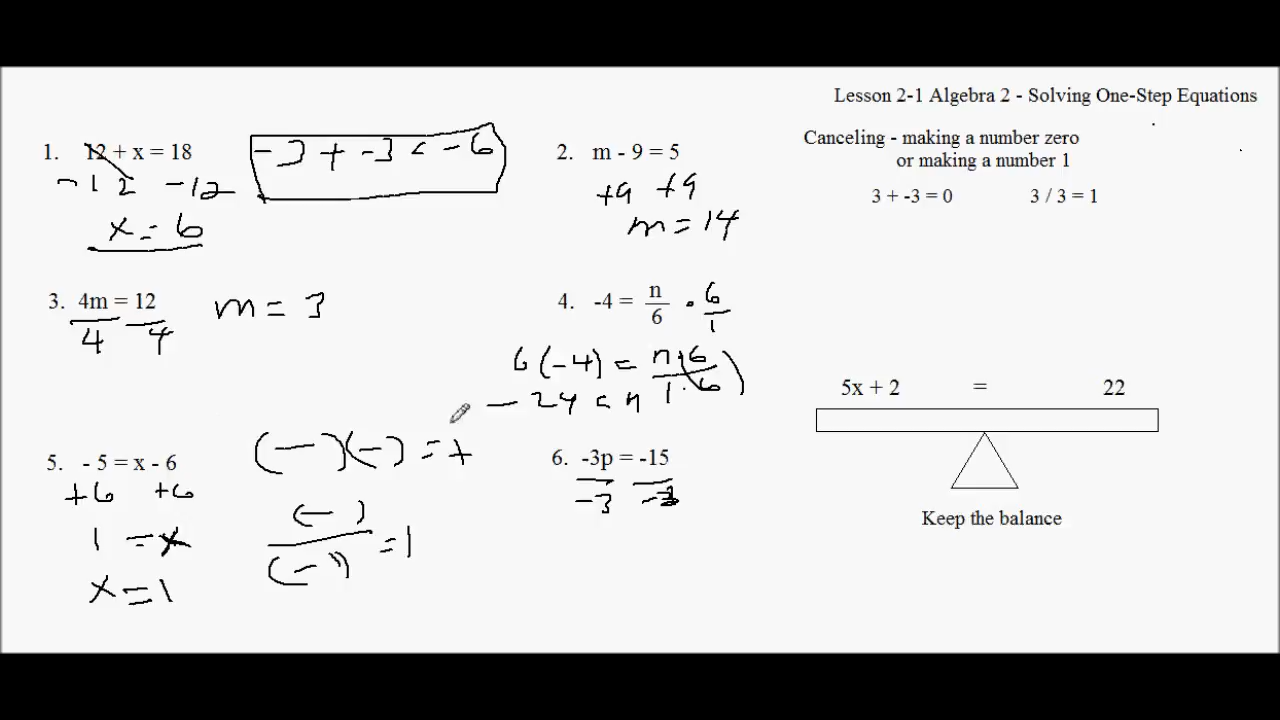 Lesson 2-1 Algebra 2 - Solving One-Step Equations
Canceling - making a number zero
or making a number 1
3 + -3 = 0 3 / 3 = 1
1. 12 + x = 18
-12 -12
x = 6
-3 + -3 = -6
2. m - 9 = 5
+9 +9
m = 14
3. 4m = 12
4 4
m = 3
4. -4 = n/6 · 6/1
6(-4) = n·6
1·6)
-24 = n
5. - 5 = x - 6
+6 +6
1 = x
x = 1
(-)(-) = +
(-)
(-) = 1
6. -3p = -15
-3 -3
5x + 2 = 22
Keep the balance